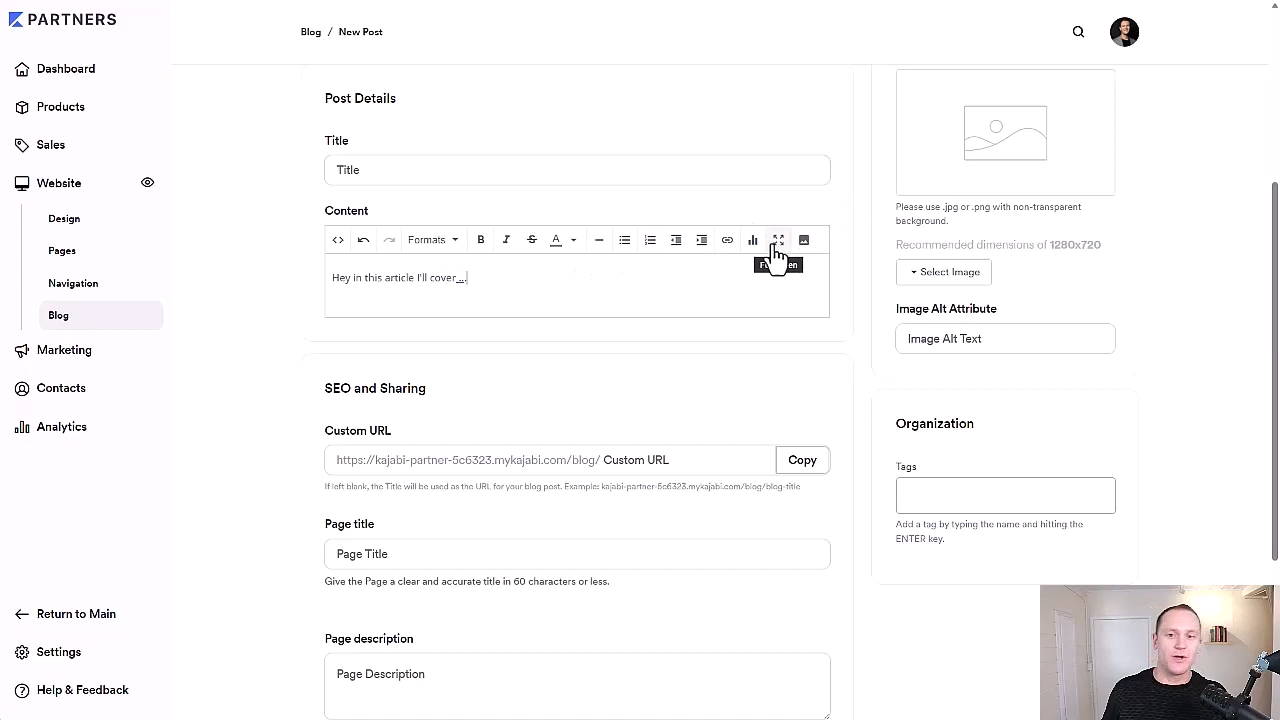 PARTNERS
Blog / New Post
Dashboard
Products
Sales
Website
Design
Pages
Navigation
Blog
Marketing
Contacts
Analytics
Return to Main
Settings
Help & Feedback
Post Details
Title
Title
Content
Formats
B
I
S
A
Hey in this article I'll cover ...
SEO and Sharing
Custom URL
https://kajabi-partner-5c6323.mykajabi.com/blog/ Custom URL
Copy
If left blank, the Title will be used as the URL for your blog post. Example: kajabi-partner-5c6323.mykajabi.com/blog/blog-title
Page title
Page Title
Give the Page a clear and accurate title in 60 characters or less.
Page description
Page Description
Please use .jpg or .png with non-transparent
background.
Recommended dimensions of 1280x720
Select Image
Image Alt Attribute
Image Alt Text
Organization
Tags
Add a tag by typing the name and hitting the
ENTER key.